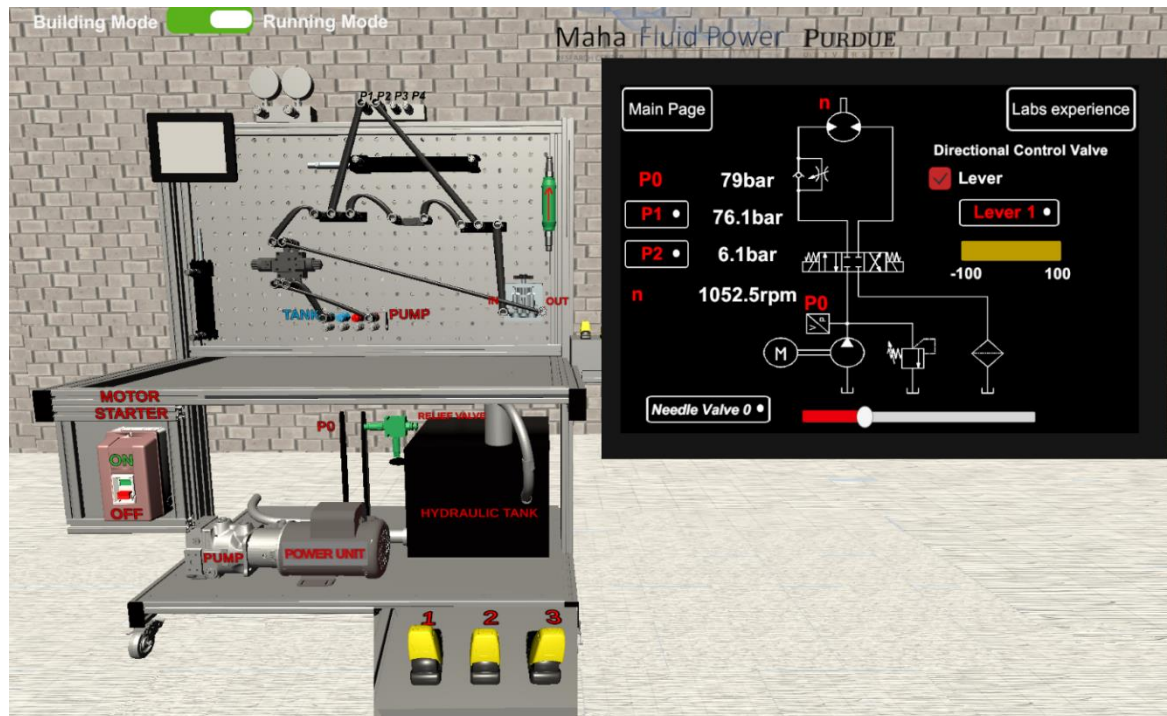 Building Mode Running Mode
Maha Fluid Power PURDUE
UNIVERSITY
P1 P2 P3 P4
TANK PUMP
IN OUT
MOTOR
STARTER
ON
OFF
P0
RELIEF VALVE
HYDRAULIC TANK
PUMP
POWER UNIT
1 2 3
Main Page
n
Labs experience
Directional Control Valve
Lever
P0 79bar
P1 76.1bar
Lever 1
P2 6.1bar
-100 100
n 1052.5rpm
P0
P
M
Needle Valve 0